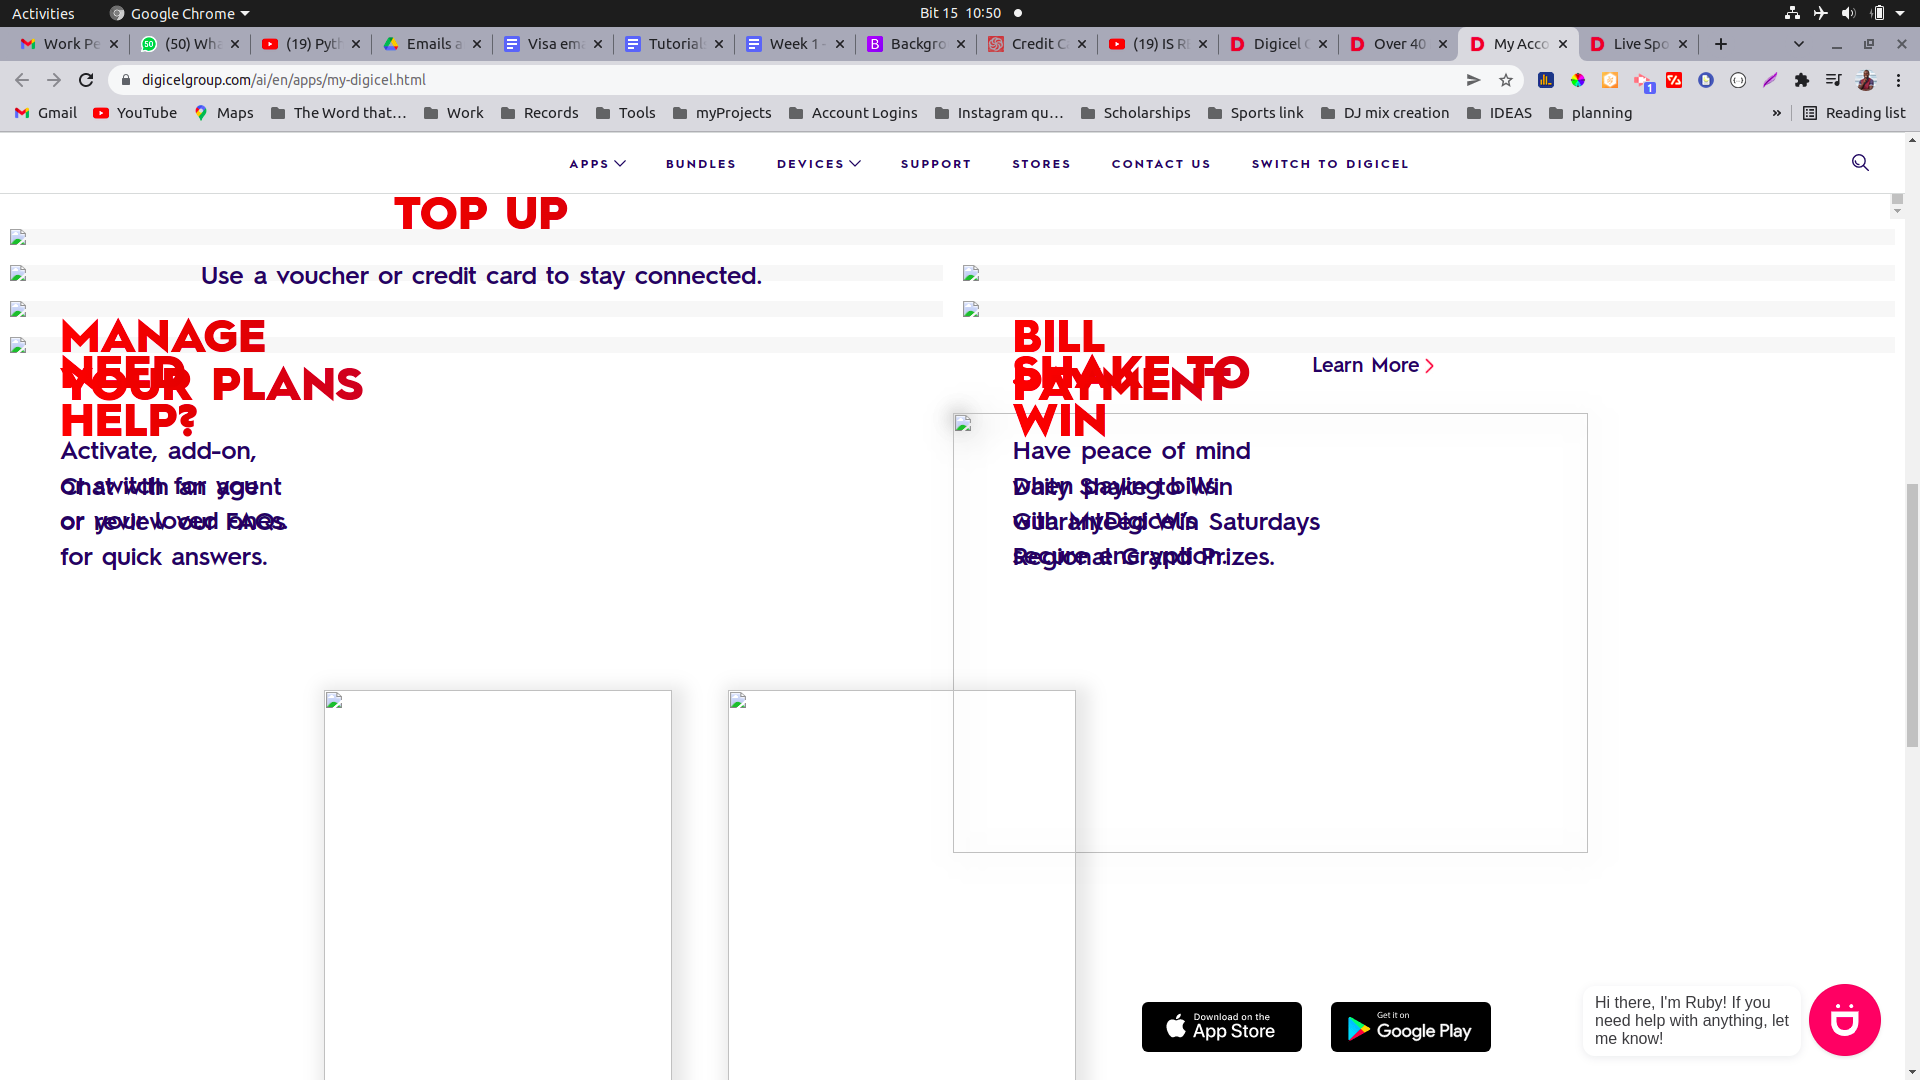 Activities
Google Chrome
Bit 15 10:50
Work Pe
(50) Wha
(19) Pyth
Emails a
Visa ema
Tutorial
Week 1 -
Backgro
Credit Ca
(19) IS R
Digicel G
Over 40
My Acco
Live Spo
digicelgroup.com/ai/en/apps/my-digicel.html
1
Gmail
YouTube
Maps
The Word that…
Work
Records
Tools
myProjects
Account Logins
Instagram qu…
Scholarships
Sports link
DJ mix creation
IDEAS
planning
»
Reading list
APPS
BUNDLES
DEVICES
SUPPORT
STORES
CONTACT US
SWITCH TO DIGICEL
TOP UP
Use a voucher or credit card to stay connected.
MANAGE
YOUR PLANS
Activate, add-on,
or switch for you
or your loved ones.
NEED
HELP?
Chat with an agent
or review our FAQs
for quick answers.
BILL
PAYMENT
Have peace of mind
when paying bills
with MyDigicel's
secure encryption.
SHAKE TO
WIN
Daily Shake to Win
Guaranteed Win Saturdays
Regional Grand Prizes.
Learn More
Download on the
App Store
Get it on
Google Play
Hi there, I'm Ruby! If you
need help with anything, let
me know!